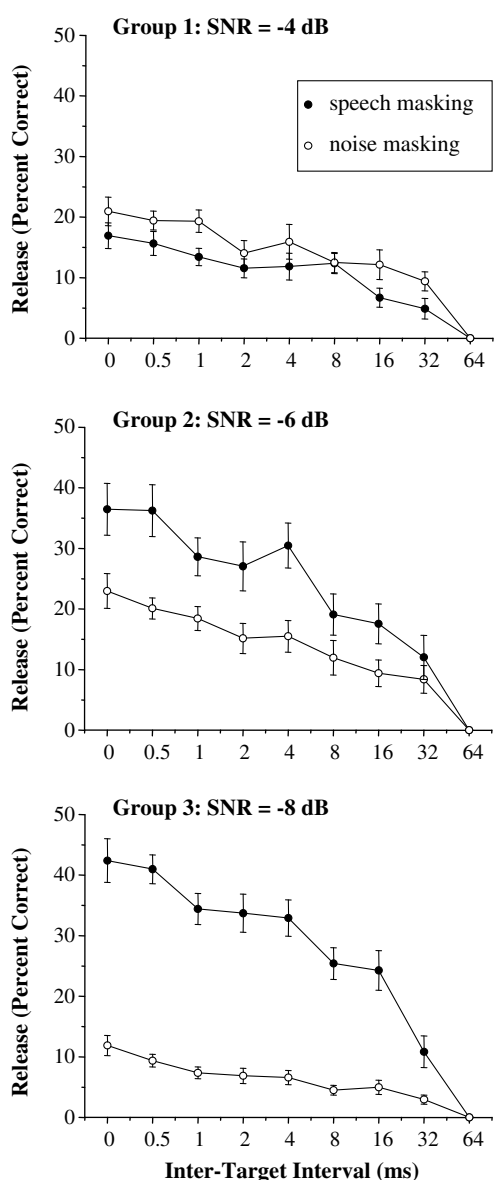 Group 1: SNR = -4 dB
50
40
30
20
10
0
Release (Percent Correct)
speech masking
noise masking
0 0.5 1 2 4 8 16 32 64
Group 2: SNR = -6 dB
50
40
30
20
10
0
Release (Percent Correct)
0 0.5 1 2 4 8 16 32 64
Group 3: SNR = -8 dB
50
40
30
20
10
0
Release (Percent Correct)
0 0.5 1 2 4 8 16 32 64
Inter-Target Interval (ms)